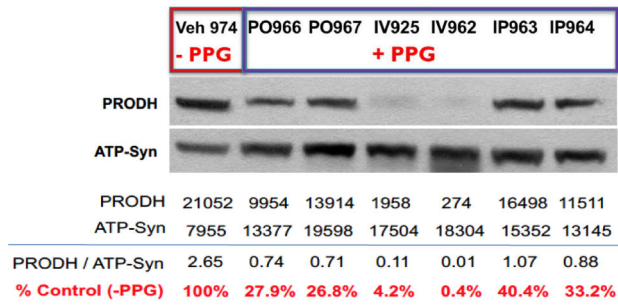 Veh 974 PO966 PO967 IV925 IV962 IP963 IP964
- PPG + PPG
PRODH
ATP-Syn
PRODH 21052 9954 13914 1958 274 16498 11511
ATP-Syn 7955 13377 19598 17504 18304 15352 13145
PRODH / ATP-Syn 2.65 0.74 0.71 0.11 0.01 1.07 0.88
% Control (-PPG) 100% 27.9% 26.8% 4.2% 0.4% 40.4% 33.2%